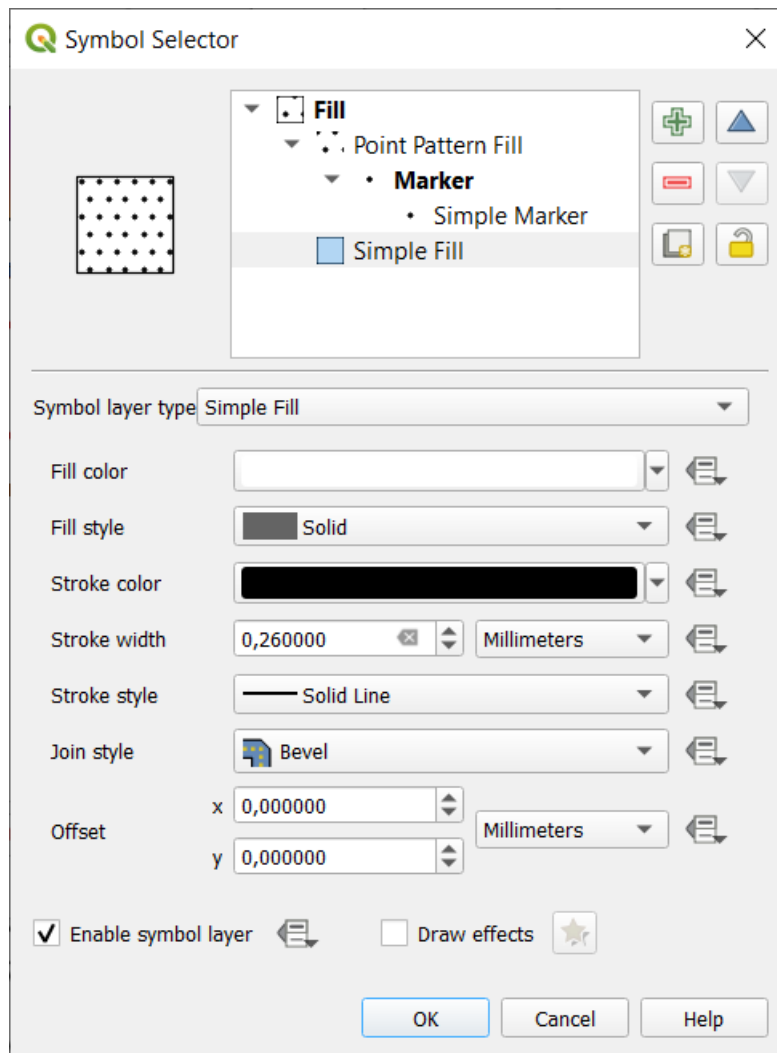 Symbol Selector
Fill
Point Pattern Fill
Marker
Simple Marker
Simple Fill
Symbol layer type Simple Fill
Fill color
Fill style Solid
Stroke color
Stroke width 0,260000 Millimeters
Stroke style Solid Line
Join style Bevel
x 0,000000
Offset Millimeters
y 0,000000
Enable symbol layer Draw effects
OK Cancel Help